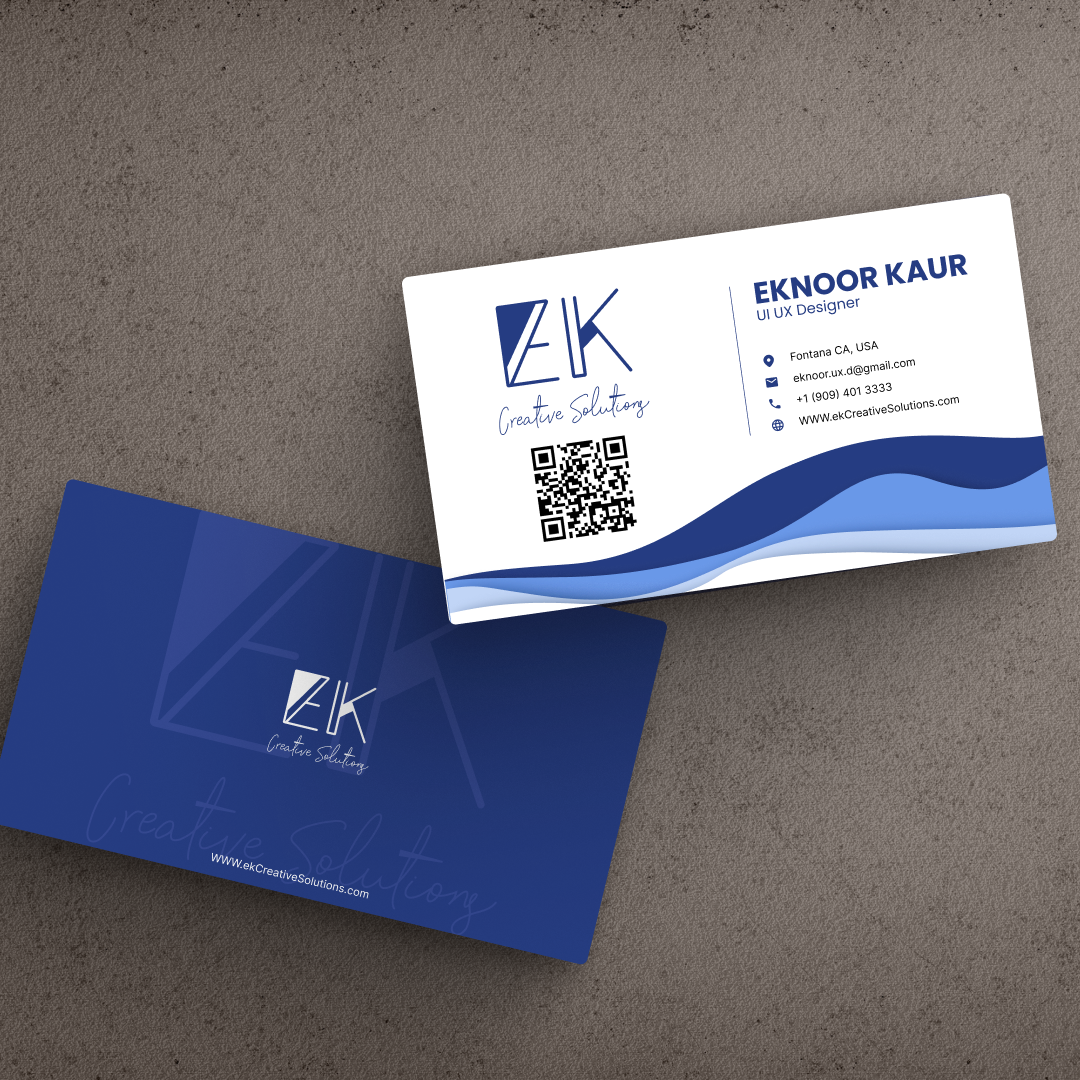 EK
Creative Solutions
EKNOOR KAUR
UI UX Designer
Fontana CA, USA
eknoor.ux.d@gmail.com
+1 (909) 401 3333
WWW.ekCreativeSolutions.com
EK
Creative Solutions
EK
Creative Solutions
WWW.ekCreativeSolutions.com